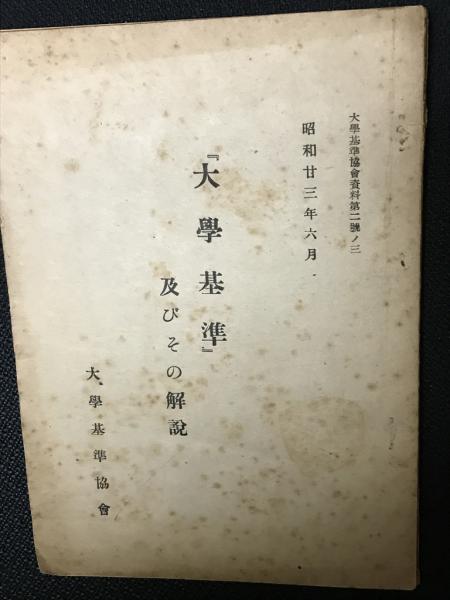 大學基準協會資料第二號ノ三
昭和廿三年六月
『大學基準』
及びその解說
大學基準協會